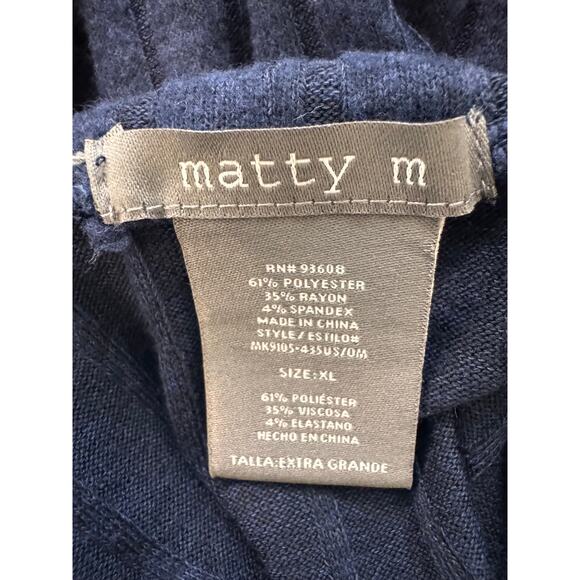 matty m
RN# 93608
61% POLYESTER
35% RAYON
4% SPANDEX
MADE IN CHINA
STYLE/ESTILO#
MK9105-435US/OM
SIZE:XL
61% POLIÉSTER
35% VISCOSA
4% ELASTANO
HECHO EN CHINA
TALLA:EXTRA GRANDE